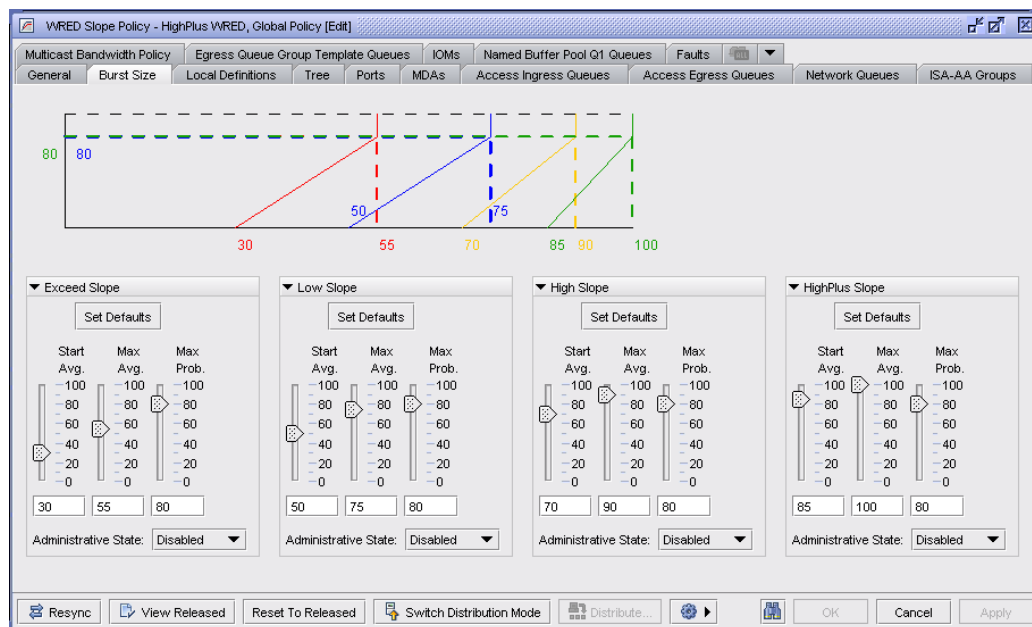 WRED Slope Policy - HighPlus WRED, Global Policy [Edit]
Multicast Bandwidth Policy Egress Queue Group Template Queues IOMs Named Buffer Pool Q1 Queues Faults
General Burst Size Local Definitions Tree Ports MDAs Access Ingress Queues Access Egress Queues Network Queues ISA-AA Groups
80 80
50 75
30 55 70 85 90 100
Exceed Slope Low Slope High Slope HighPlus Slope
Set Defaults Set Defaults Set Defaults Set Defaults
Start Max Max Start Max Max Start Max Max Start Max Max
Avg. Avg. Prob. Avg. Avg. Prob. Avg. Avg. Prob. Avg. Avg. Prob.
100 100 100 100 100 100 100 100 100 100 100 100
80 80 80 80 80 80 80 80 80 80 80 80
60 60 60 60 60 60 60 60 60 60 60 60
40 40 40 40 40 40 40 40 40 40 40 40
20 20 20 20 20 20 20 20 20 20 20 20
0 0 0 0 0 0 0 0 0 0 0 0
30 55 80 50 75 80 70 90 80 85 100 80
Administrative State: Disabled Administrative State: Disabled Administrative State: Disabled Administrative State: Disabled
Resync View Released Reset To Released Switch Distribution Mode Distribute... OK Cancel Apply